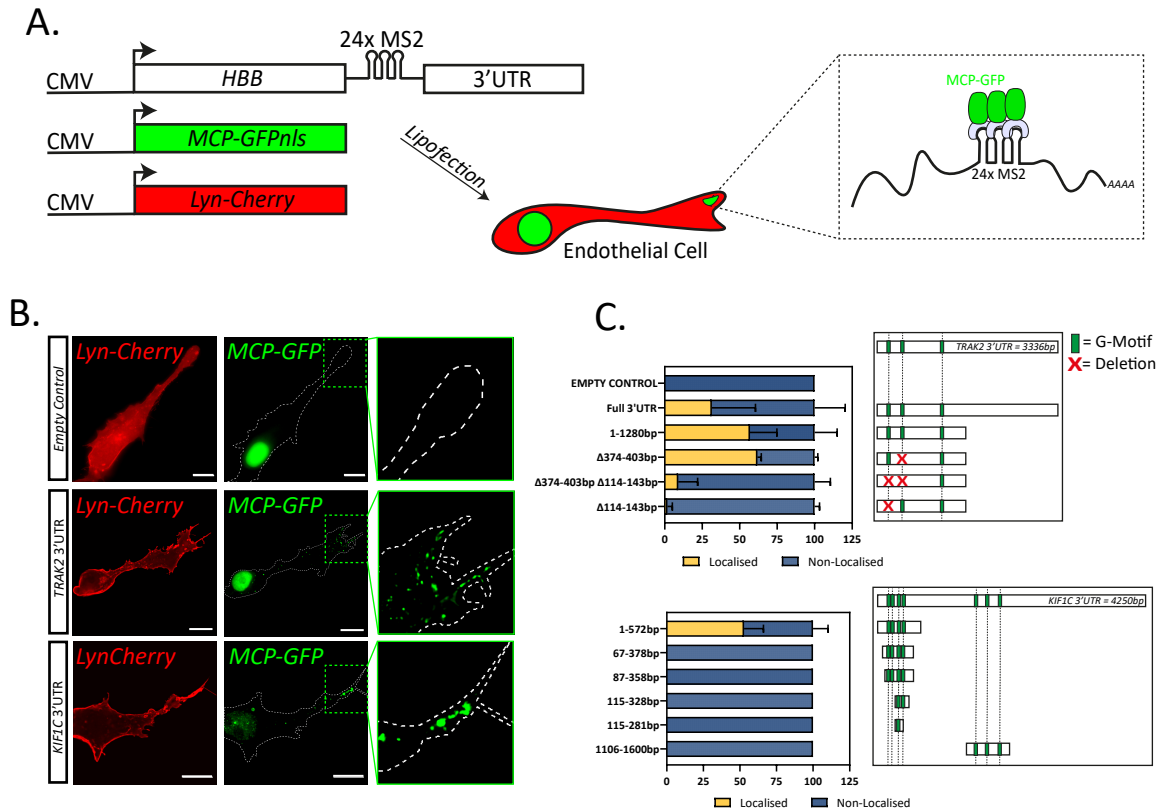 A.
CMV
HBB
24x MS2
3'UTR
CMV
MCP-GFPnls
CMV
Lyn-Cherry
Lipofection
Endothelial Cell
MCP-GFP
24x MS2
AAAA
B.
Empty Control
Lyn-Cherry
MCP-GFP
TRAK2 3'UTR
Lyn-Cherry
MCP-GFP
KIF1C 3'UTR
LynCherry
MCP-GFP
C.
EMPTY CONTROL
Full 3'UTR
1-1280bp
Δ374-403bp
Δ374-403bp Δ114-143bp
Δ114-143bp
0 25 50 75 100 125
Localised Non-Localised
TRAK2 3'UTR = 3336bp
= G-Motif
= Deletion
1-572bp
67-378bp
87-358bp
115-328bp
115-281bp
1106-1600bp
0 25 50 75 100 125
Localised Non-Localised
KIF1C 3'UTR = 4250bp